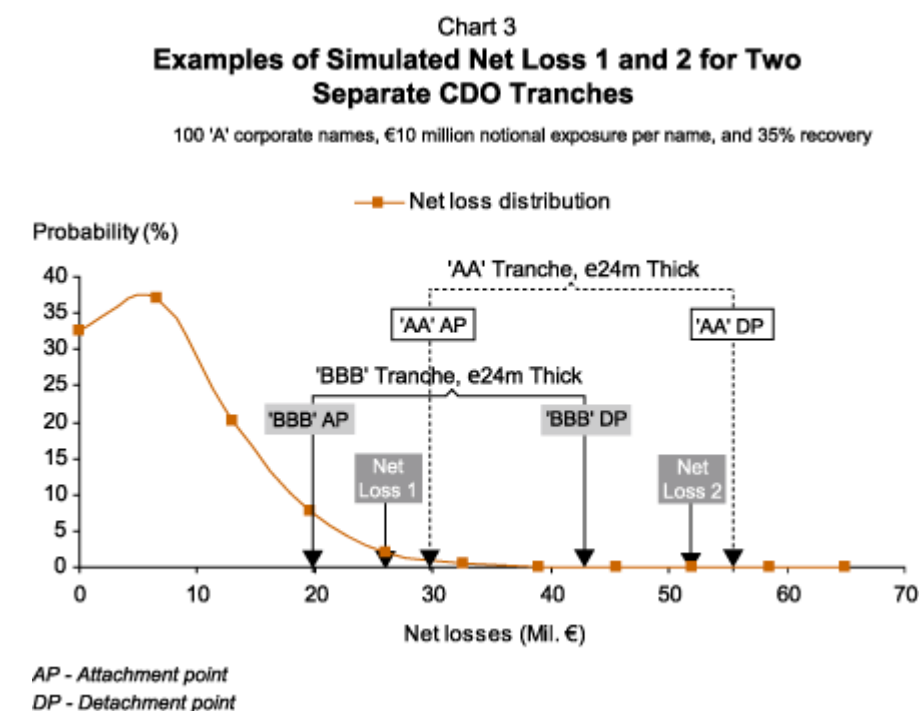 Chart 3
Examples of Simulated Net Loss 1 and 2 for Two
Separate CDO Tranches
100 'A' corporate names, €10 million notional exposure per name, and 35% recovery
Net loss distribution
Probability (%)
'AA' Tranche, e24m Thick
'AA' AP
'AA' DP
'BBB' Tranche, e24m Thick
'BBB' AP
'BBB' DP
Net
Loss 1
Net
Loss 2
40
35
30
25
20
15
10
5
0
0 10 20 30 40 50 60 70
Net losses (Mil. €)
AP - Attachment point
DP - Detachment point